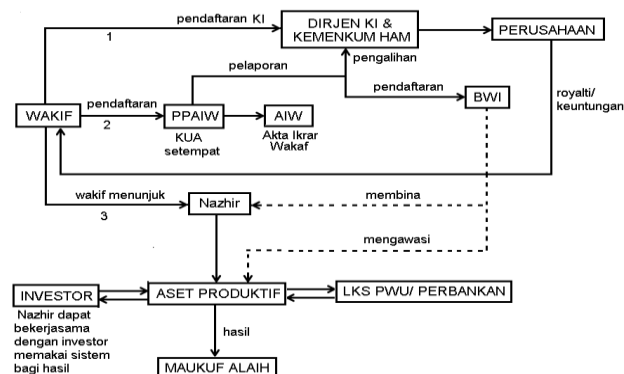 pendaftaran KI
1
DIRJEN KI &
KEMENKUM HAM
PERUSAHAAN
pengalihan
pelaporan
pendaftaran
BWI
royalti/
keuntungan
WAKIF
pendaftaran
2
PPAIW
KUA
setempat
AIW
Akta Ikrar
Wakaf
wakif menunjuk
3
Nazhir
membina
mengawasi
INVESTOR
ASET PRODUKTIF
LKS PWU/ PERBANKAN
Nazhir dapat
bekerjasama
dengan investor
memakai sistem
bagi hasil
hasil
MAUKUF ALAIH